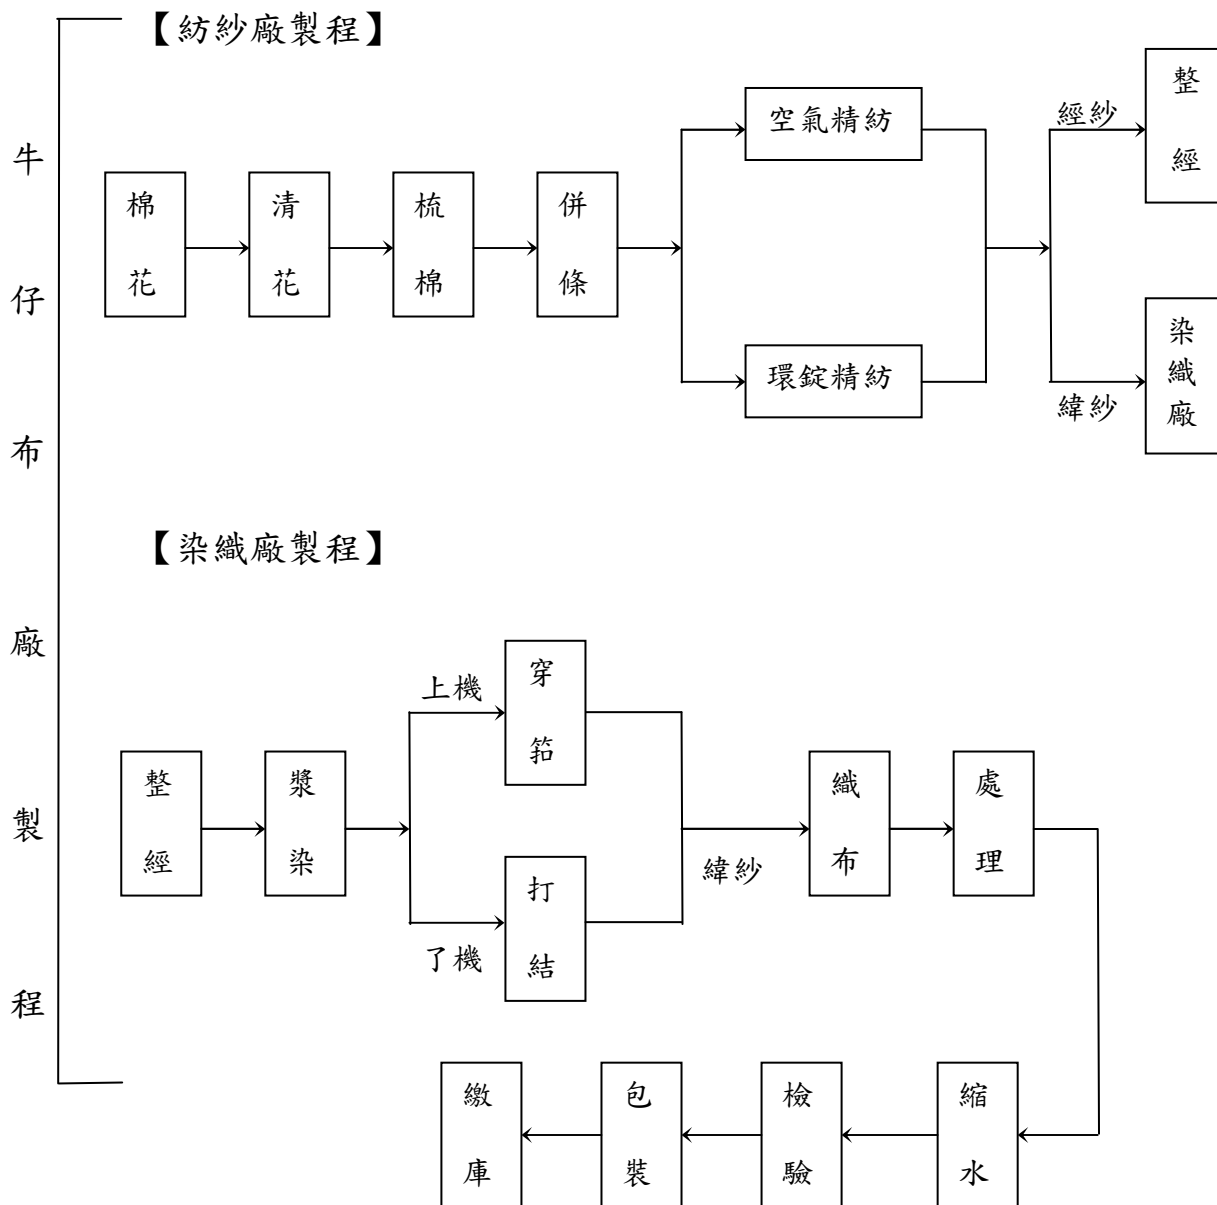 牛仔布廠製程
【紡紗廠製程】
棉花
清花
梳棉
併條
空氣精紡
環錠精紡
經紗
緯紗
整經
染織廠
【染織廠製程】
整經
漿染
上機
了機
穿筘
打結
緯紗
織布
處理
縮水
檢驗
包裝
繳庫